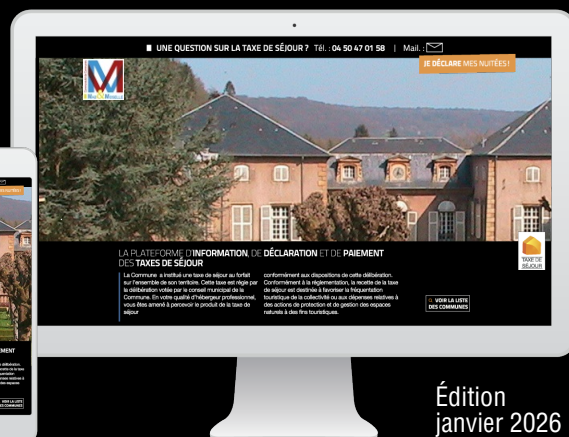 UNE QUESTION SUR LA TAXE DE SÉJOUR ? Tél. : 04 50 47 01 58 | Mail. :
JE DÉCLARE MES NUITÉES !
LA PLATEFORME D'INFORMATION, DE DÉCLARATION ET DE PAIEMENT
DES TAXES DE SÉJOUR
La Commune a institué une taxe de séjour au forfait
sur l'ensemble de son territoire. Cette taxe est régie par
la délibération votée par le conseil municipal de la
Commune. En votre qualité d'hébergeur professionnel,
vous êtes amené à percevoir le produit de la taxe de
séjour
conformément aux dispositions de cette délibération.
Conformément à la réglementation, la recette de la taxe
de séjour est destinée à favoriser la fréquentation
touristique de la collectivité ou aux dépenses relatives à
des actions de protection et de gestion des espaces
naturels à des fins touristiques.
TAXE DE
SÉJOUR
VOIR LA LISTE
DES COMMUNES
VOIR LA LISTE
DES COMMUNES
Édition
janvier 2026